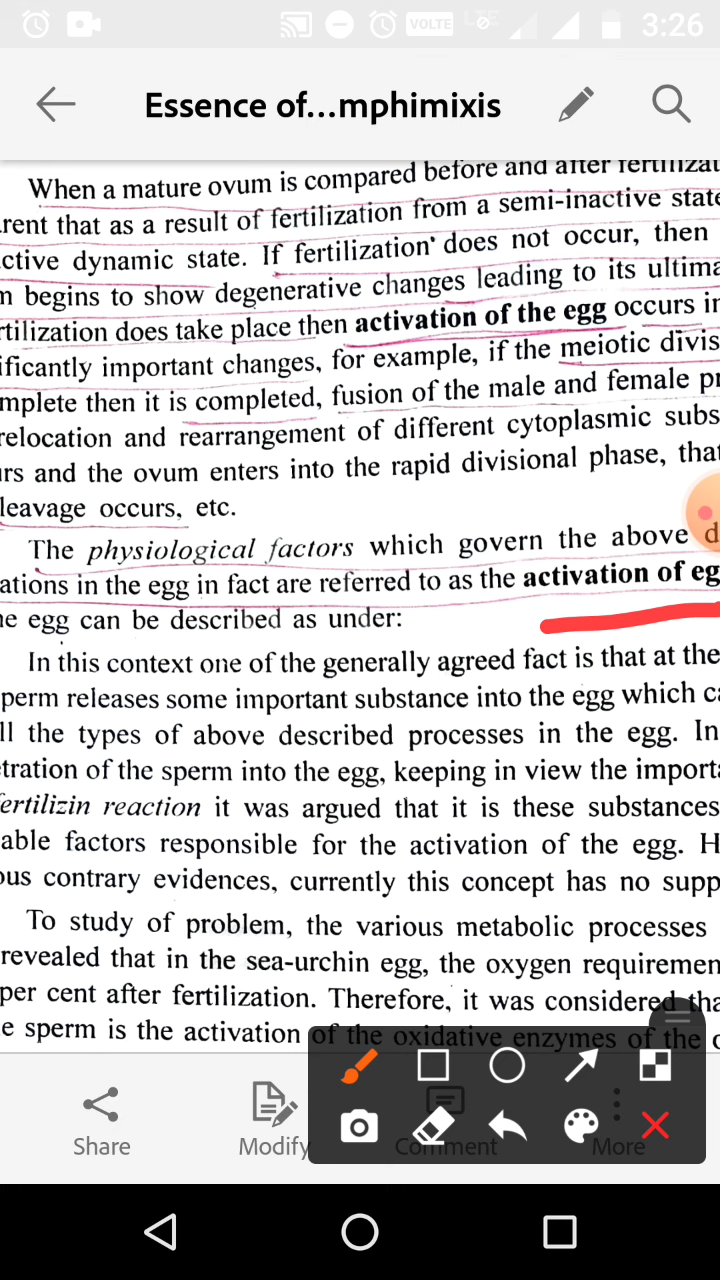 VOLTE LTE 3:26
Essence of...mphimixis
When a mature ovum is compared before and after fertilizat
rent that as a result of fertilization from a semi-inactive state
ctive dynamic state. If fertilization does not occur, then
n begins to show degenerative changes leading to its ultima
rtilization does take place then activation of the egg occurs in
ificantly important changes, for example, if the meiotic divis
mplete then it is completed, fusion of the male and female pr
relocation and rearrangement of different cytoplasmic subs
rs and the ovum enters into the rapid divisional phase, that
leavage occurs, etc.
The physiological factors which govern the above d
ations in the egg in fact are referred to as the activation of eg
he egg can be described as under:
In this context one of the generally agreed fact is that at the
perm releases some important substance into the egg which ca
ll the types of above described processes in the egg. In
tration of the sperm into the egg, keeping in view the importa
fertilizin reaction it was argued that it is these substances
able factors responsible for the activation of the egg. H
ous contrary evidences, currently this concept has no supp
To study of problem, the various metabolic processes
revealed that in the sea-urchin egg, the oxygen requiremen
per cent after fertilization. Therefore, it was considered tha
e sperm is the activation of the oxidative enzymes of the o
Share Modify Comment More